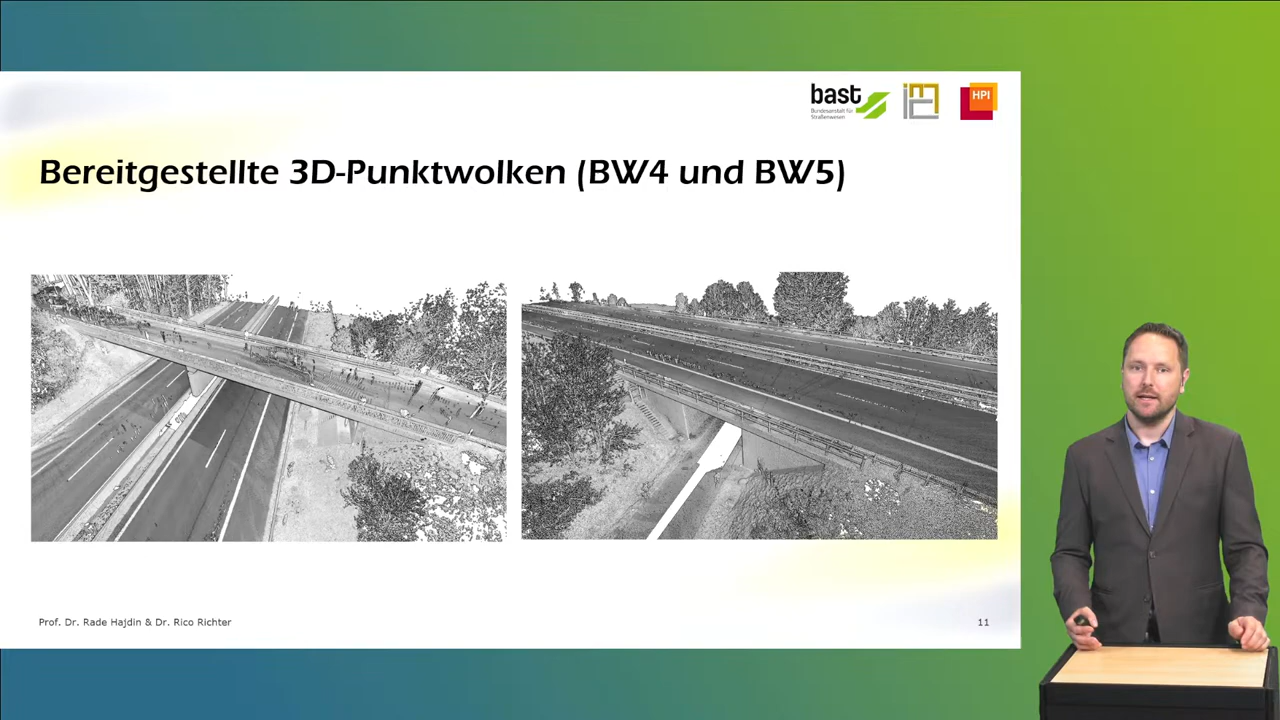 bast
Bundesanstalt für
Straßenwesen
HPI
Bereitgestellte 3D-Punktwolken (BW4 und BW5)
Prof. Dr. Rade Hajdin & Dr. Rico Richter
11